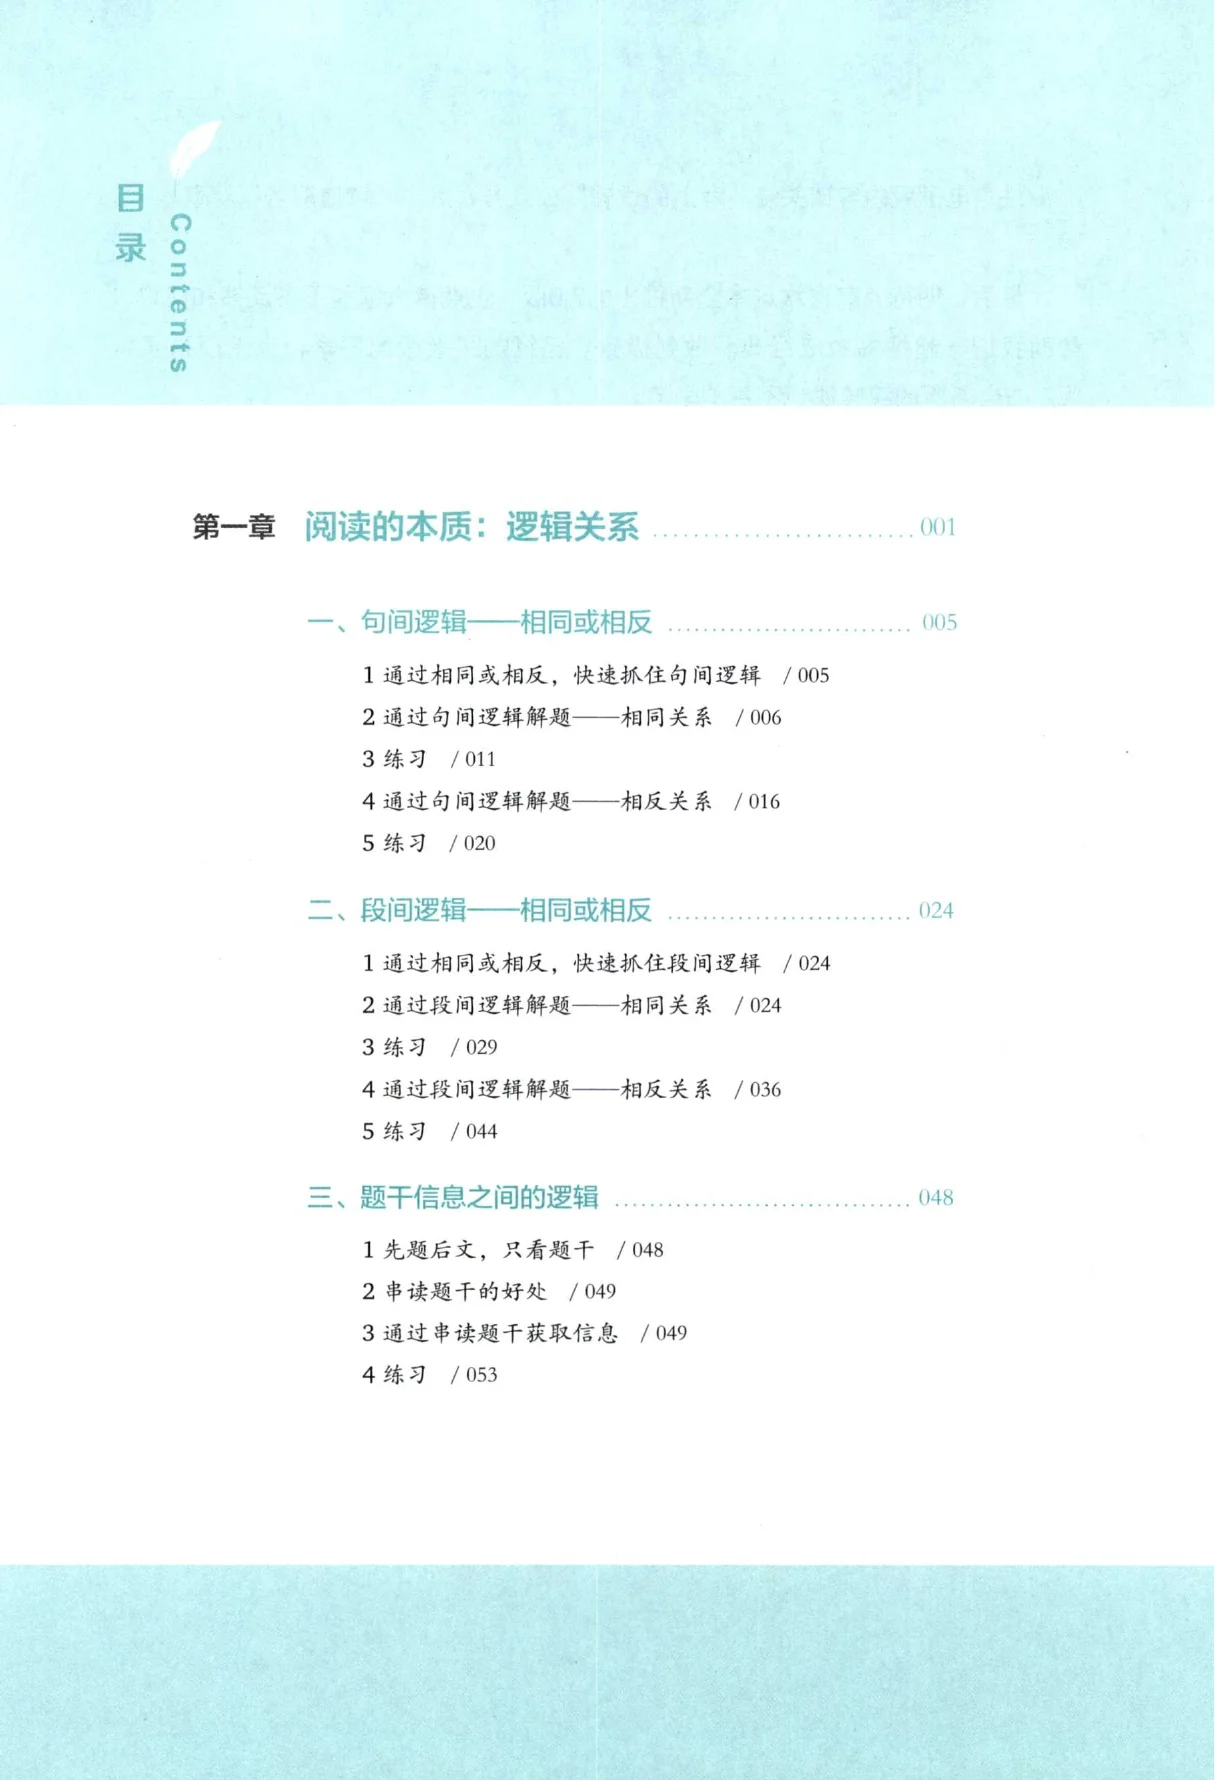 目录
Contents
第一章 阅读的本质：逻辑关系 ........................ 001
一、句间逻辑——相同或相反 ........................ 005
1 通过相同或相反，快速抓住句间逻辑 / 005
2 通过句间逻辑解题——相同关系 / 006
3 练习 / 011
4 通过句间逻辑解题——相反关系 / 016
5 练习 / 020
二、段间逻辑——相同或相反 ........................ 024
1 通过相同或相反，快速抓住段间逻辑 / 024
2 通过段间逻辑解题——相同关系 / 024
3 练习 / 029
4 通过段间逻辑解题——相反关系 / 036
5 练习 / 044
三、题干信息之间的逻辑 ........................ 048
1 先题后文，只看题干 / 048
2 串读题干的好处 / 049
3 通过串读题干获取信息 / 049
4 练习 / 053